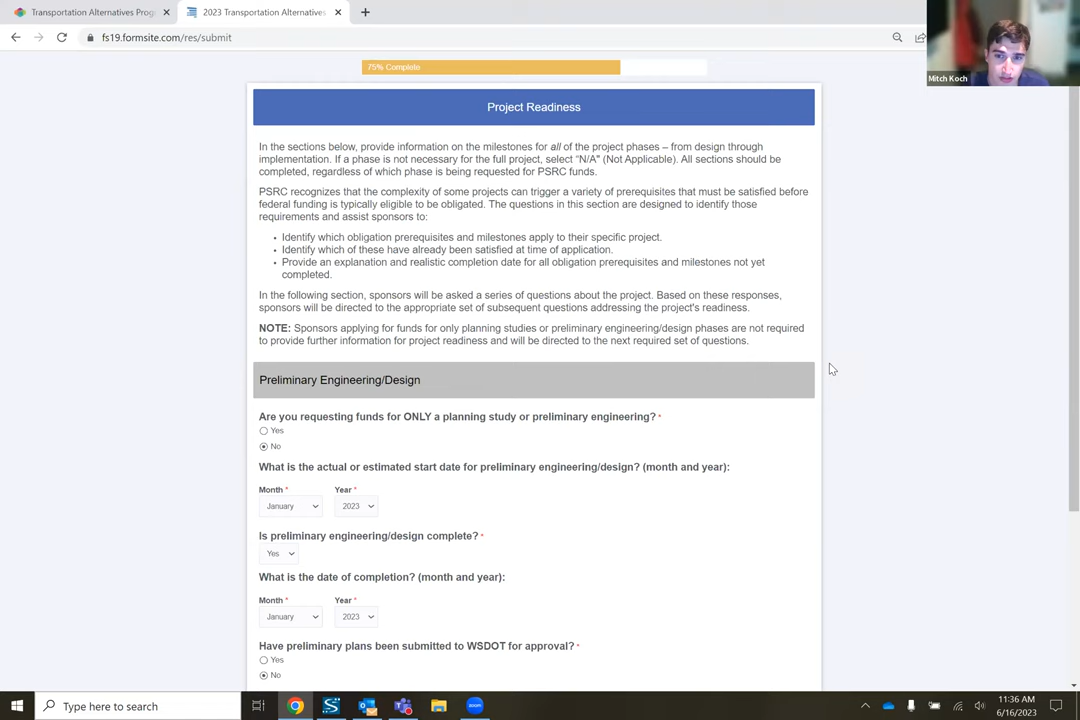 Transportation Alternatives Prog
2023 Transportation Alternatives
fs19.formsite.com/res/submit
Mitch Koch
75% Complete
Project Readiness
In the sections below, provide information on the milestones for all of the project phases – from design through
implementation. If a phase is not necessary for the full project, select "N/A" (Not Applicable). All sections should be
completed, regardless of which phase is being requested for PSRC funds.
PSRC recognizes that the complexity of some projects can trigger a variety of prerequisites that must be satisfied before
federal funding is typically eligible to be obligated. The questions in this section are designed to identify those
requirements and assist sponsors to:
• Identify which obligation prerequisites and milestones apply to their specific project.
• Identify which of these have already been satisfied at time of application.
• Provide an explanation and realistic completion date for all obligation prerequisites and milestones not yet
completed.
In the following section, sponsors will be asked a series of questions about the project. Based on these responses,
sponsors will be directed to the appropriate set of subsequent questions addressing the project's readiness.
NOTE: Sponsors applying for funds for only planning studies or preliminary engineering/design phases are not required
to provide further information for project readiness and will be directed to the next required set of questions.
Preliminary Engineering/Design
Are you requesting funds for ONLY a planning study or preliminary engineering? *
Yes
No
What is the actual or estimated start date for preliminary engineering/design? (month and year):
Month * Year *
January 2023
Is preliminary engineering/design complete? *
Yes
What is the date of completion? (month and year):
Month * Year *
January 2023
Have preliminary plans been submitted to WSDOT for approval? *
Yes
No
Type here to search
zoom
11:36 AM
6/16/2023